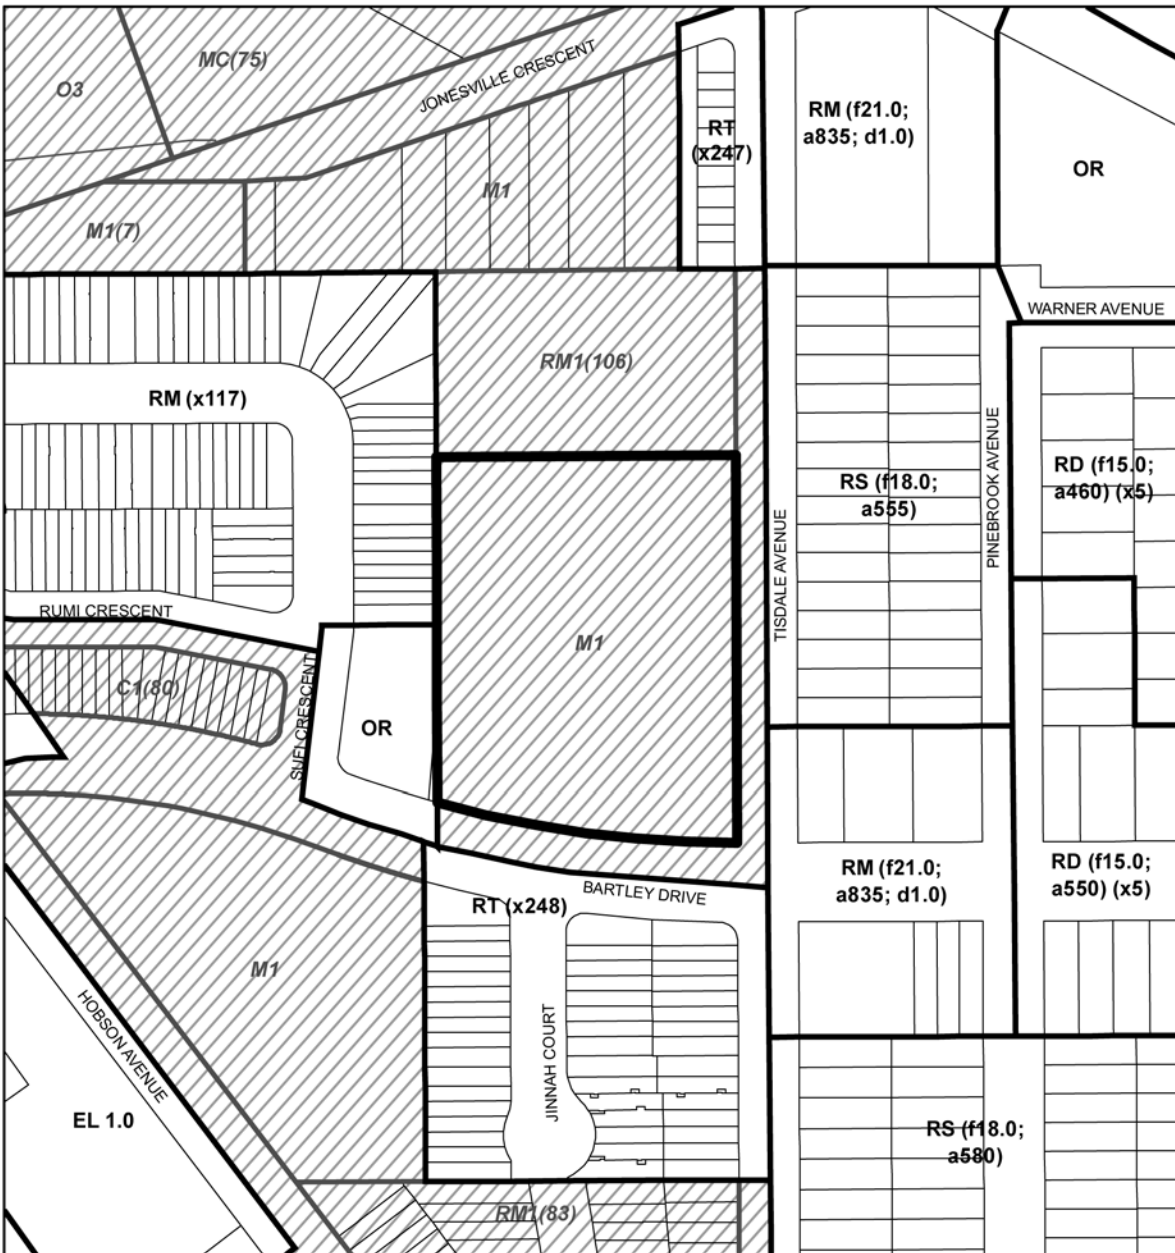 MC(75)
O3
JONESVILLE CRESCENT
RT
(x247)
RM (f21.0;
a835; d1.0)
OR
M1
M1(7)
WARNER AVENUE
RM1(106)
RM (x117)
RS (f18.0;
a555)
PINEBROOK AVENUE
RD (f15.0;
a460) (x5)
TISDALE AVENUE
RUMI CRESCENT
M1
C1(80)
SUFI CRESCENT
OR
RM (f21.0;
a835; d1.0)
RD (f15.0;
a550) (x5)
BARTLEY DRIVE
RT (x248)
M1
HOBSON AVENUE
JINNAH COURT
EL 1.0
RS (f18.0;
a580)
RM1(83)